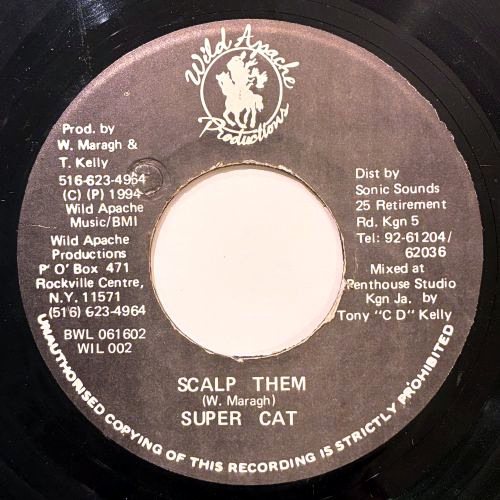 Wild Apache
Productions
Prod. by
W. Maragh &
T. Kelly
516-623-4964
(C) (P) 1994
Wild Apache
Music/BMI
Wild Apache
Productions
P' O' Box 471
Rockville Centre,
N.Y. 11571
(516) 623-4964
BWL 061602
WIL 002
Dist by
Sonic Sounds
25 Retirement
Rd. Kgn 5
Tel: 92-61204/
62036
Mixed at
Penthouse Studio
Kgn Ja. by
Tony "C D" Kelly
SCALP THEM
(W. Maragh)
SUPER CAT
UNAUTHORISED COPYING OF THIS RECORDING IS STRICTLY PROHIBITED